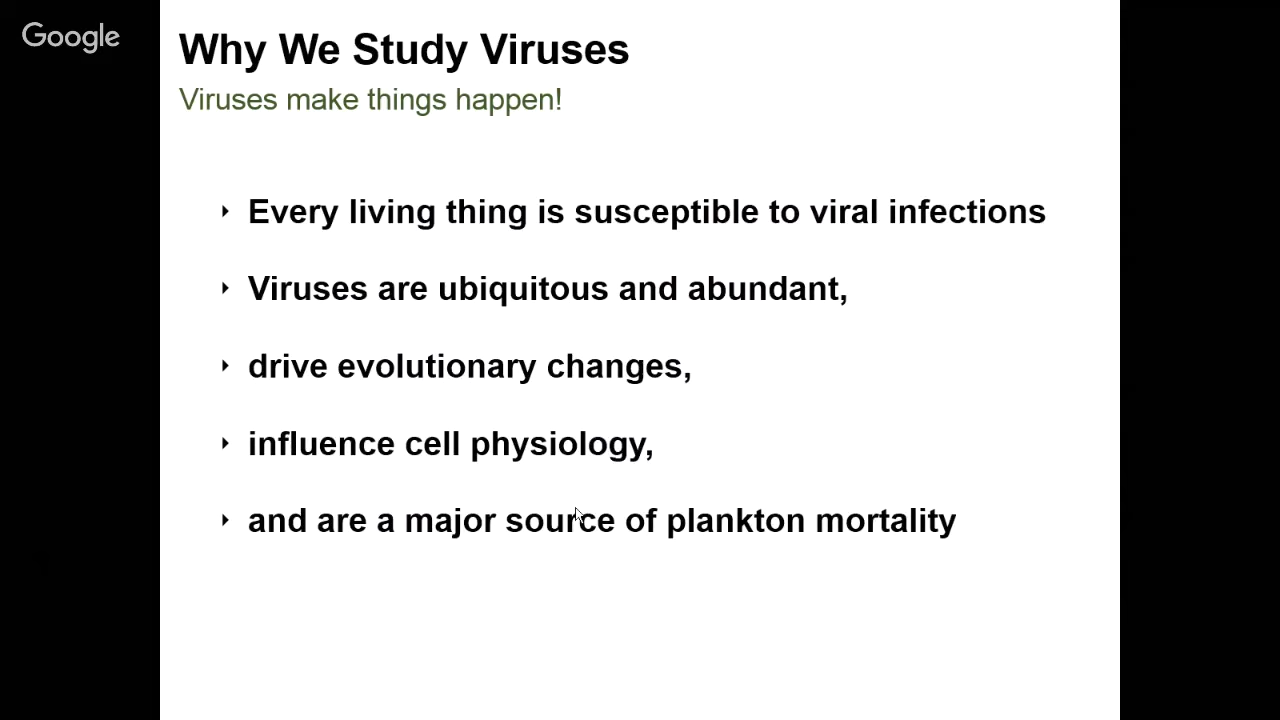 Google
Why We Study Viruses
Viruses make things happen!
Every living thing is susceptible to viral infections
Viruses are ubiquitous and abundant,
drive evolutionary changes,
influence cell physiology,
and are a major source of plankton mortality